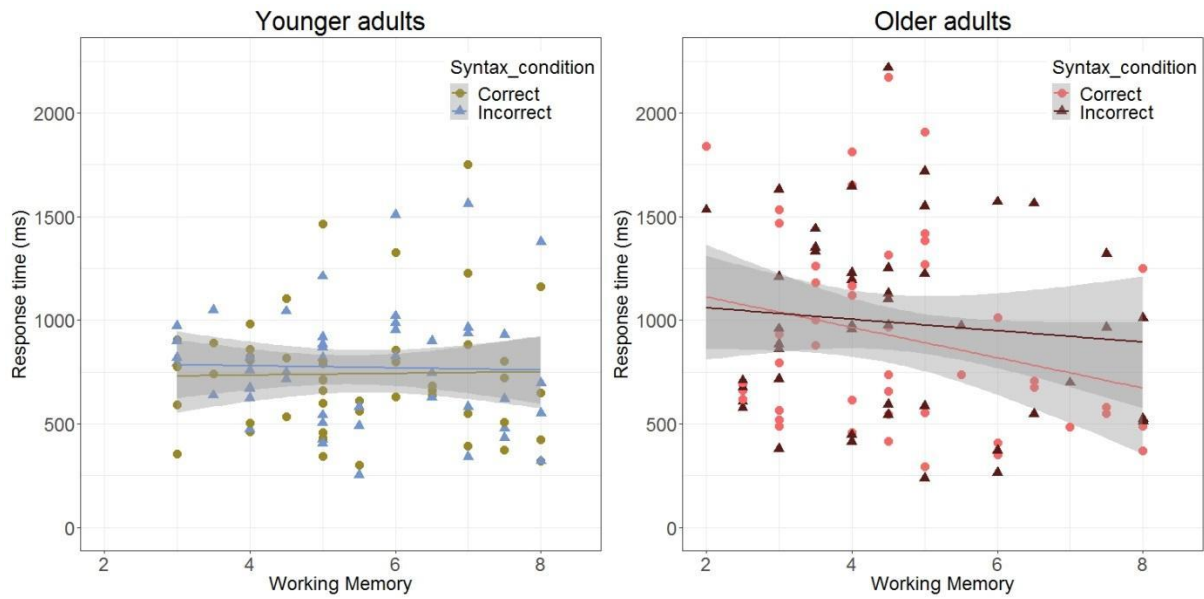 Younger adults
Syntax_condition
Correct
Incorrect
2000
1500
1000
500
0
Response time (ms)
2
4
6
8
Working Memory
Older adults
Syntax_condition
Correct
Incorrect
2000
1500
1000
500
0
Response time (ms)
2
4
6
8
Working Memory